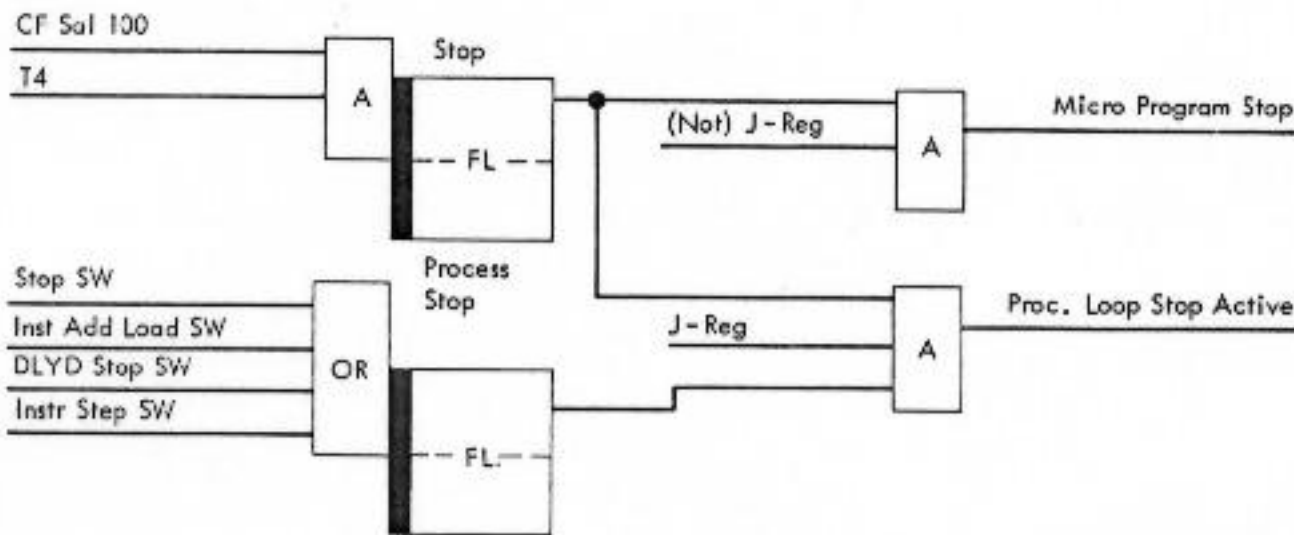 CF Sal 100
T4
A
Stop
FL
(Not) J-Reg
A
Micro Program Stop
Stop SW
Inst Add Load SW
DLYD Stop SW
Instr Step SW
OR
Process
Stop
FL
J-Reg
A
Proc. Loop Stop Active